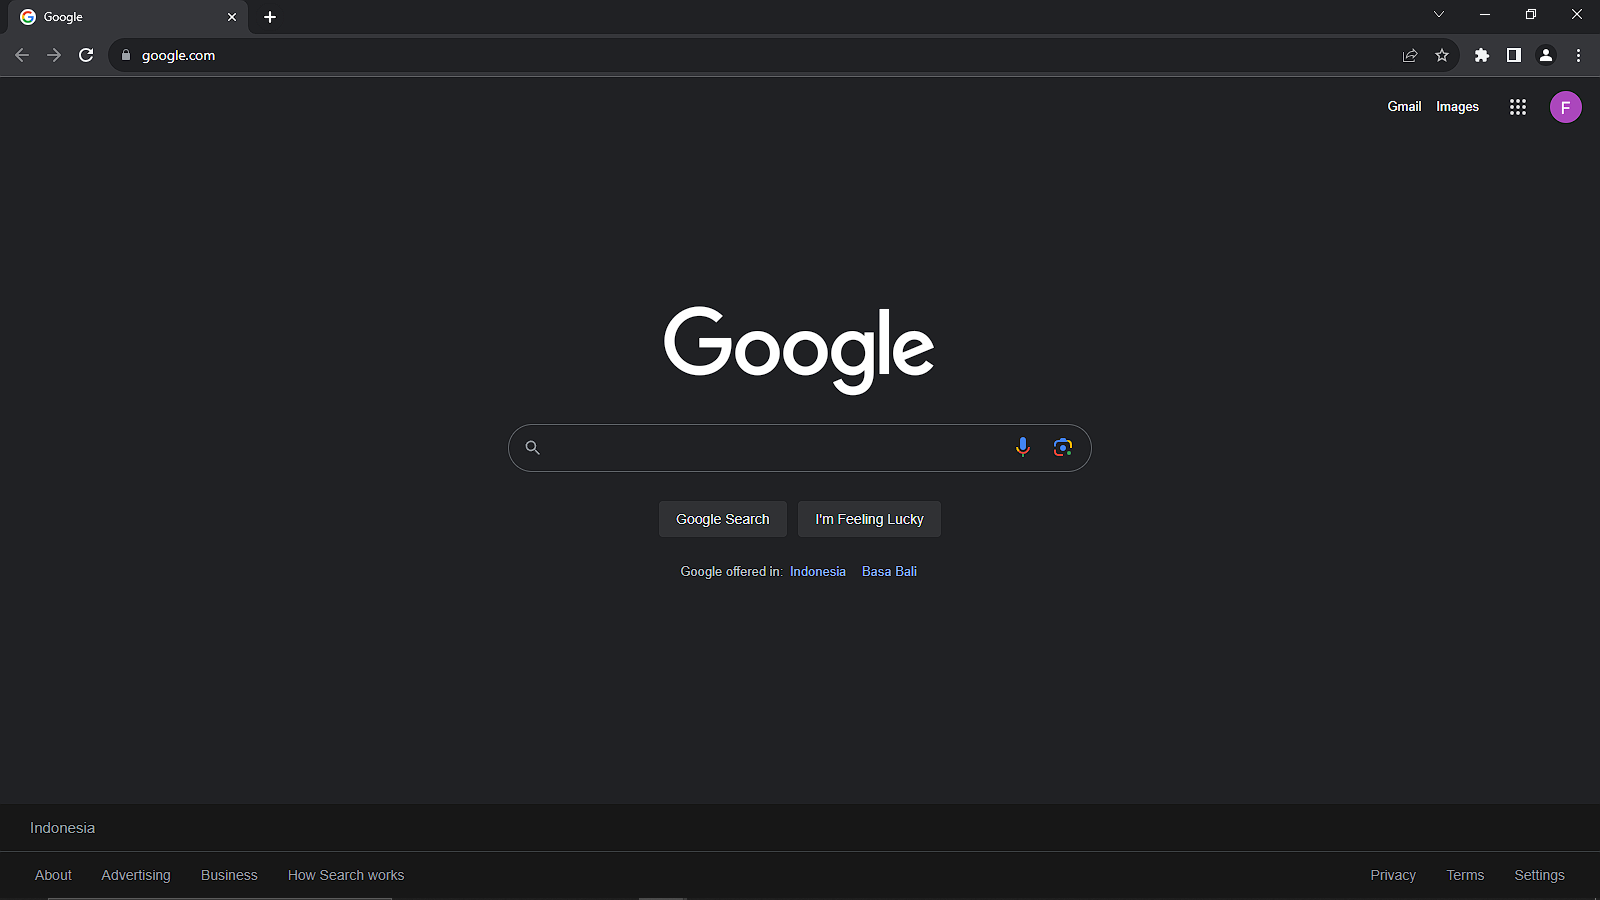 Google
google.com
Gmail Images
F
Google
Google Search I'm Feeling Lucky
Google offered in: Indonesia Basa Bali
Indonesia
About Advertising Business How Search works Privacy Terms Settings